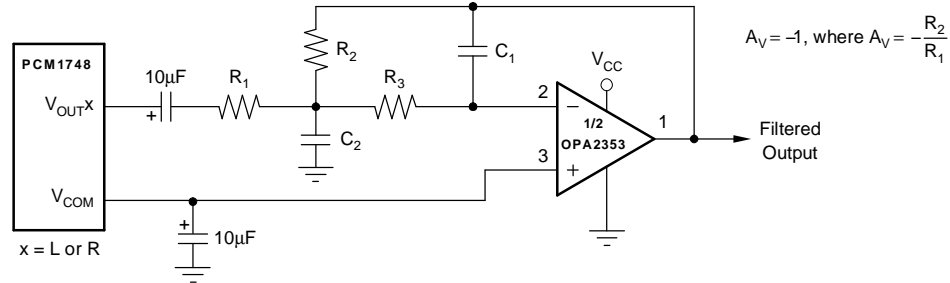 A_V = –1, where A_V = –R_2/R_1
PCM1748
V_OUTx
V_COM
x = L or R
10µF
+
R_1
R_2
R_3
C_1
C_2
2
–
V_CC
1/2
OPA2353
3
+
1
Filtered
Output
+
10µF